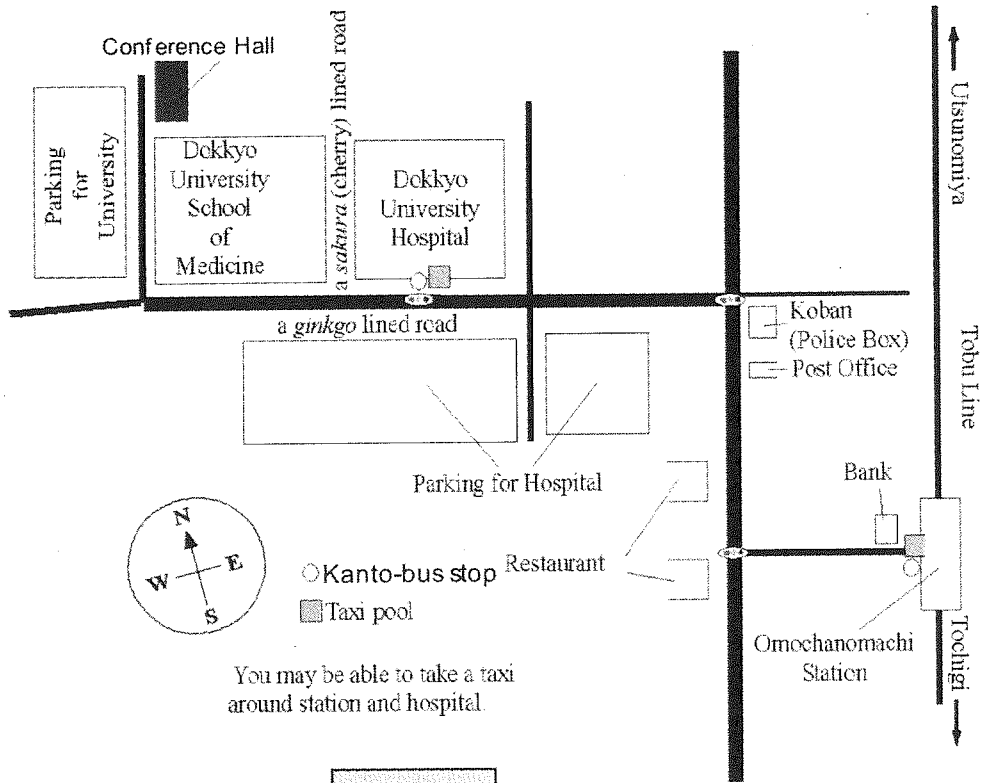 Conference Hall
Parking
for
University
Dokkyo
University
School
of
Medicine
a sakura (cherry) lined road
Dokkyo
University
Hospital
a ginkgo lined road
Utsunomiya
Koban
(Police Box)
Post Office
Tobu Line
Parking for Hospital
Bank
Restaurant
N
W E
S
Kanto-bus stop
Taxi pool
Omochanomachi
Station
Tochigi
You may be able to take a taxi
around station and hospital.